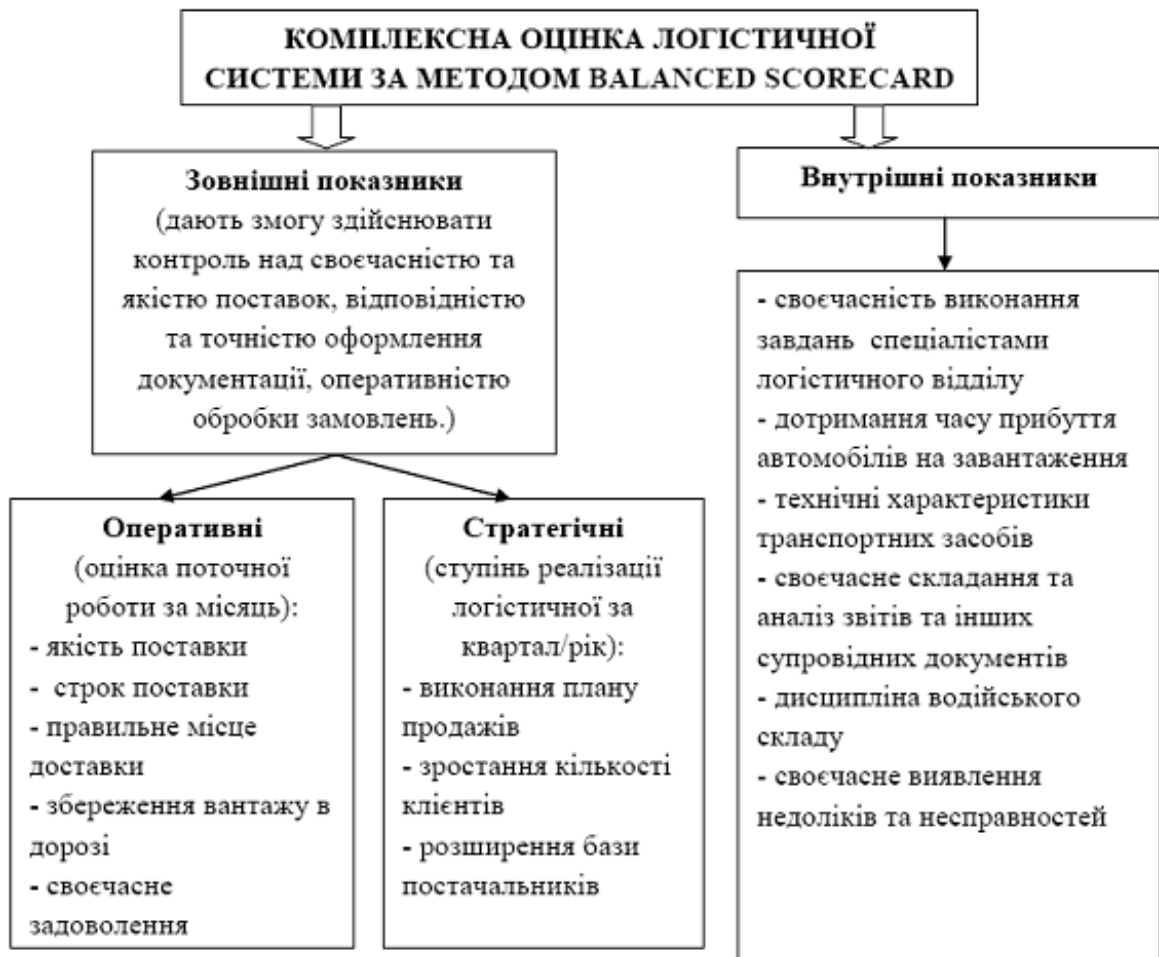 КОМПЛЕКСНА ОЦІНКА ЛОГІСТИЧНОЇ
СИСТЕМИ ЗА МЕТОДОМ BALANCED SCORECARD
Зовнішні показники
(дають змогу здійснювати
контроль над своєчасністю та
якістю поставок, відповідністю
та точністю оформлення
документації, оперативністю
обробки замовлень.)
Внутрішні показники
Оперативні
(оцінка поточної
роботи за місяць):
- якість поставки
- строк поставки
- правильне місце
доставки
- збереження вантажу в
дорозі
- своєчасне
задоволення
Стратегічні
(ступінь реалізації
логістичної за
квартал/рік):
- виконання плану
продажів
- зростання кількості
клієнтів
- розширення бази
постачальників
- своєчасність виконання
завдань спеціалістами
логістичного відділу
- дотримання часу прибуття
автомобілів на завантаження
- технічні характеристики
транспортних засобів
- своєчасне складання та
аналіз звітів та інших
супровідних документів
- дисципліна водійського
складу
- своєчасне виявлення
недоліків та несправностей